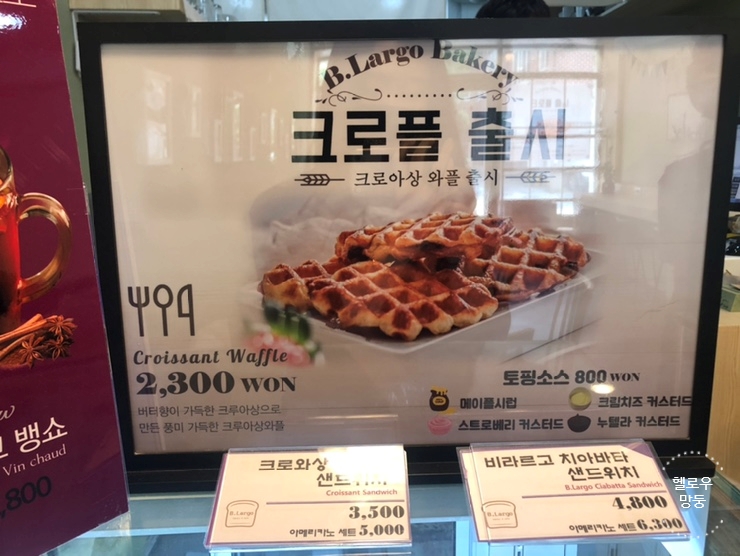 B.Largo Bakery
크로플 출시
크로아상 와플 출시
Croissant Waffle
2,300 WON
버터향이 가득한 크루아상으로
만든 풍미 가득한 크루아상와플
토핑소스 800 WON
메이플시럽
크림치즈 커스터드
스트로베리 커스터드
누텔라 커스터드
뱅쇼
Vin chaud
,800
크로와상
샌드위치
Croissant Sandwich
3,500
아메리카노 세트 5,000
B.Largo
비라르고 치아바타
샌드위치
B.Largo Ciabatta Sandwich
4,800
아메리카노 세트 6,300
B.Largo
헬로우
망둥